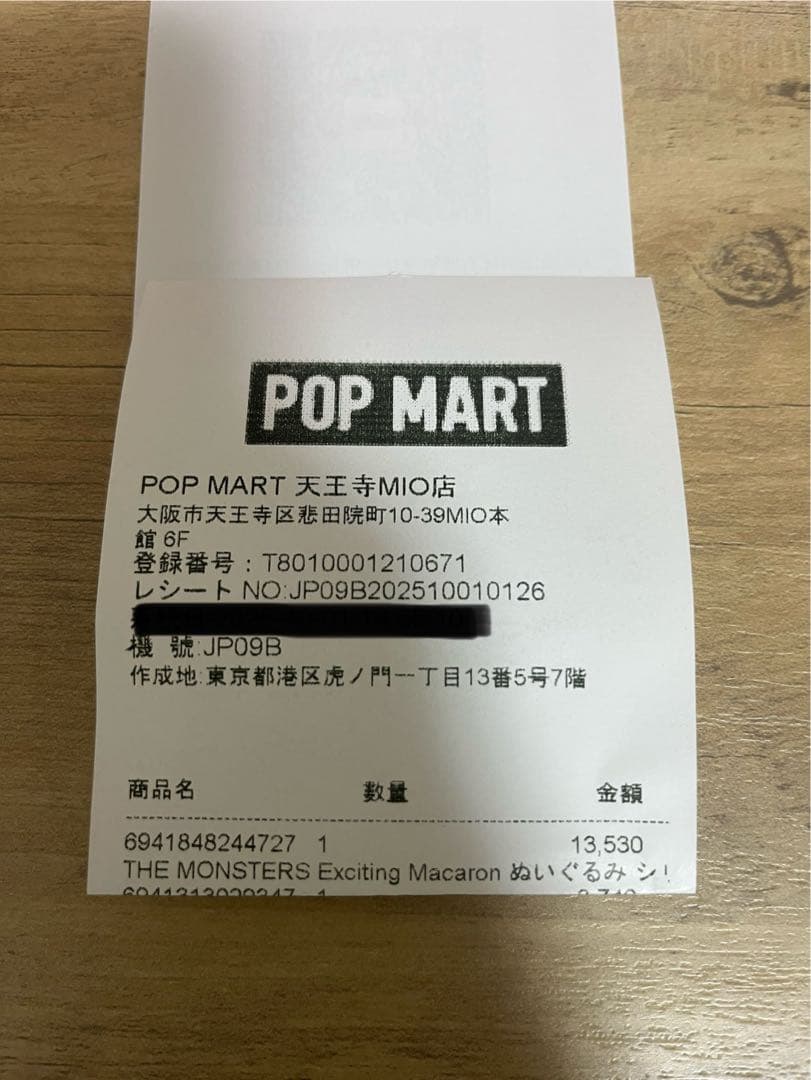 POP MART
POP MART 天王寺MIO店
大阪市天王寺区悲田院町10-39MIO本
館 6F
登録番号：T8010001210671
レシート NO:JP09B202510010126
機 號:JP09B
作成地:東京都港区虎ノ門一丁目13番5号7階
商品名 数量 金額
6941848244727 1 13,530
THE MONSTERS Exciting Macaron ぬいぐるみ シリ